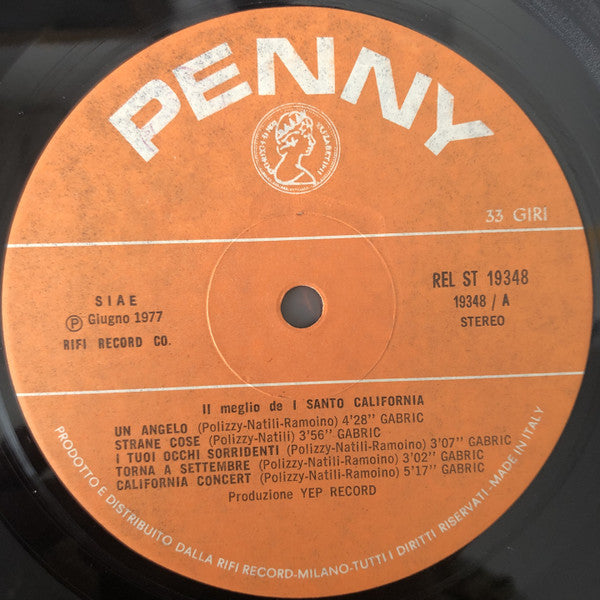 PENNY
33 GIRI
SIAE
Ⓟ Giugno 1977
RIFI RECORD CO.
REL ST 19348
19348 / A
STEREO
Il meglio de I SANTO CALIFORNIA
UN ANGELO (Polizzy-Natili-Ramoino) 4'28'' GABRIC
STRANE COSE (Polizzy-Natili) 3'56'' GABRIC
I TUOI OCCHI SORRIDENTI (Polizzy-Natili-Ramoino) 3'07'' GABRIC
TORNA A SETTEMBRE (Polizzy-Natili-Ramoino) 3'02'' GABRIC
CALIFORNIA CONCERT (Polizzy-Natili-Ramoino) 5'17'' GABRIC
Produzione YEP RECORD
PRODOTTO E DISTRIBUITO DALLA RIFI RECORD-MILANO-TUTTI I DIRITTI RISERVATI-MADE IN ITALY